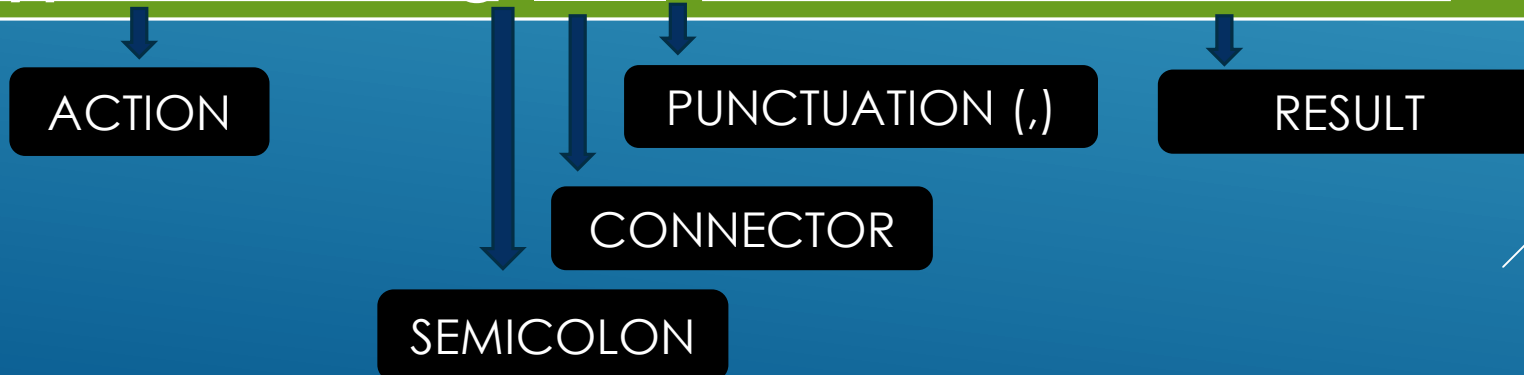 ACTION
PUNCTUATION (,)
RESULT
CONNECTOR
SEMICOLON